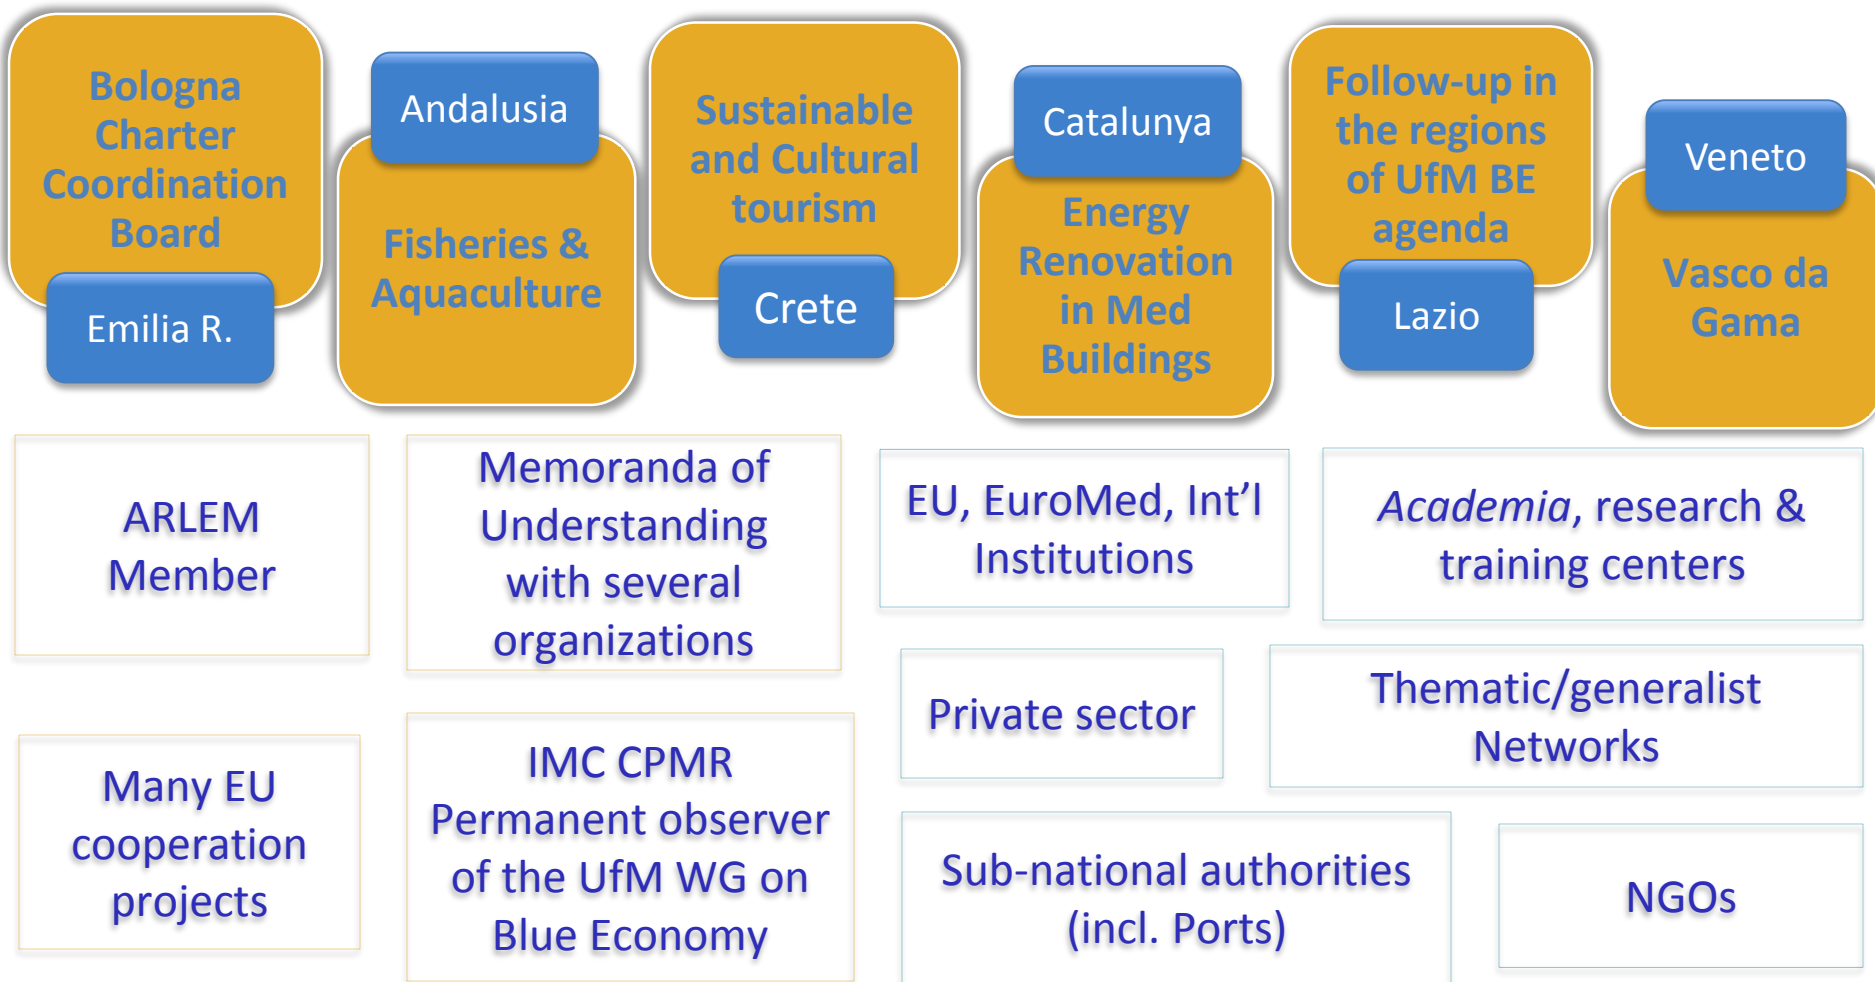 Bologna
Charter
Coordination
Board
Emilia R.
Andalusia
Fisheries &
Aquaculture
Sustainable
and Cultural
tourism
Crete
Catalunya
Energy
Renovation
in Med
Buildings
Follow-up in
the regions
of UfM BE
agenda
Lazio
Veneto
Vasco da
Gama
ARLEM
Member
Memoranda of
Understanding
with several
organizations
EU, EuroMed, Int’l
Institutions
Academia, research &
training centers
Private sector
Thematic/generalist
Networks
Many EU
cooperation
projects
IMC CPMR
Permanent observer
of the UfM WG on
Blue Economy
Sub-national authorities
(incl. Ports)
NGOs